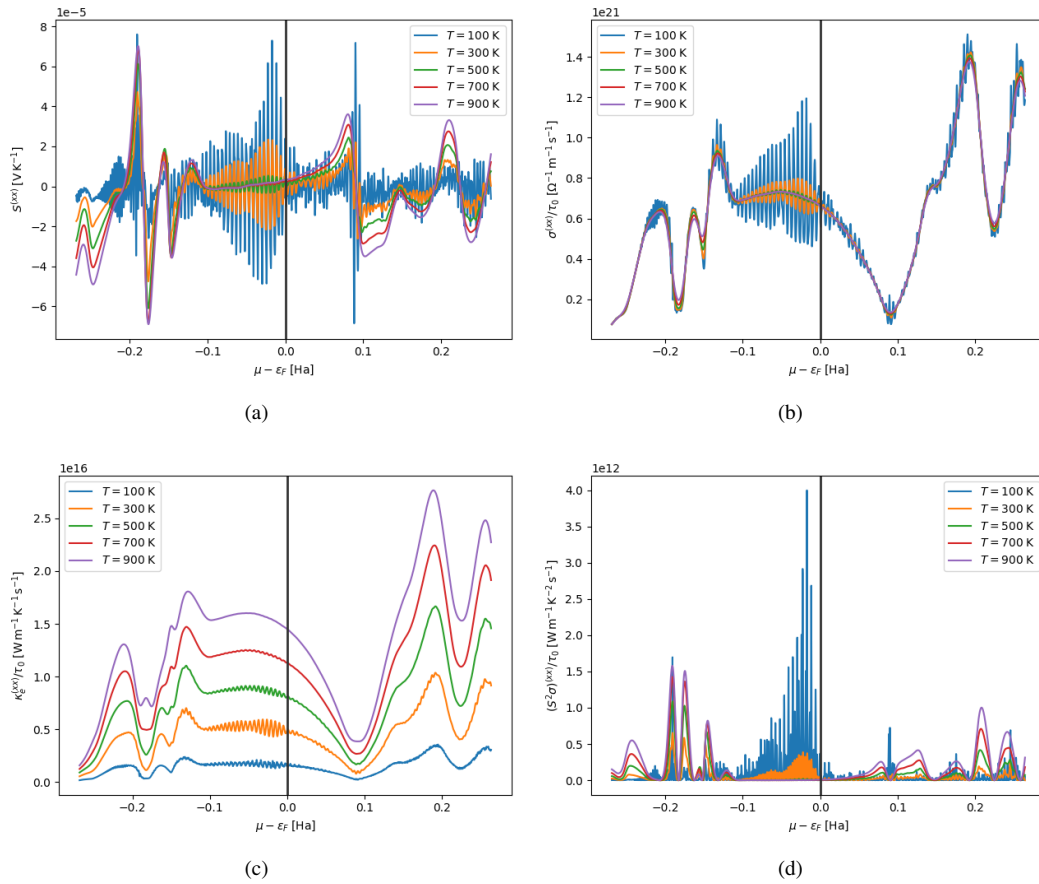 1e−5
S^(xx) [V K⁻¹]
8
6
4
2
0
−2
−4
−6
T = 100 K
T = 300 K
T = 500 K
T = 700 K
T = 900 K
−0.2 −0.1 0.0 0.1 0.2
μ − ε_F [Ha]
(a)
1e21
σ^(xx)/τ₀ [Ω⁻¹ m⁻¹ s⁻¹]
1.4
1.2
1.0
0.8
0.6
0.4
0.2
T = 100 K
T = 300 K
T = 500 K
T = 700 K
T = 900 K
−0.2 −0.1 0.0 0.1 0.2
μ − ε_F [Ha]
(b)
1e16
κ_e^(xx)/τ₀ [W m⁻¹ K⁻¹ s⁻¹]
2.5
2.0
1.5
1.0
0.5
0.0
T = 100 K
T = 300 K
T = 500 K
T = 700 K
T = 900 K
−0.2 −0.1 0.0 0.1 0.2
μ − ε_F [Ha]
(c)
1e12
(S²σ)^(xx)/τ₀ [W m⁻¹ K⁻² s⁻¹]
4.0
3.5
3.0
2.5
2.0
1.5
1.0
0.5
0.0
T = 100 K
T = 300 K
T = 500 K
T = 700 K
T = 900 K
−0.2 −0.1 0.0 0.1 0.2
μ − ε_F [Ha]
(d)